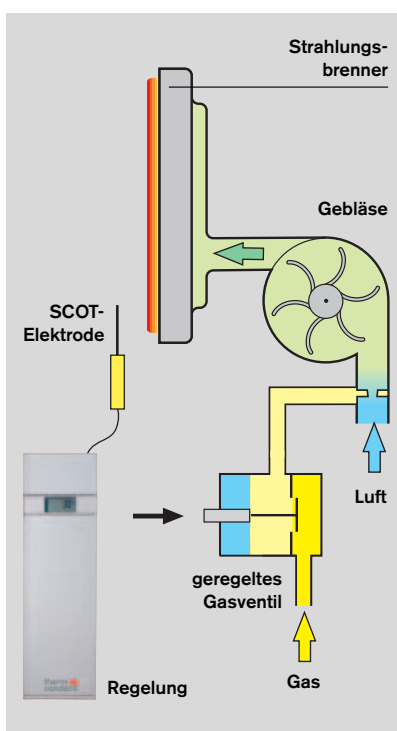 Strahlungs-
brenner
Gebläse
SCOT-
Elektrode
Luft
geregeltes
Gasventil
Regelung
Gas